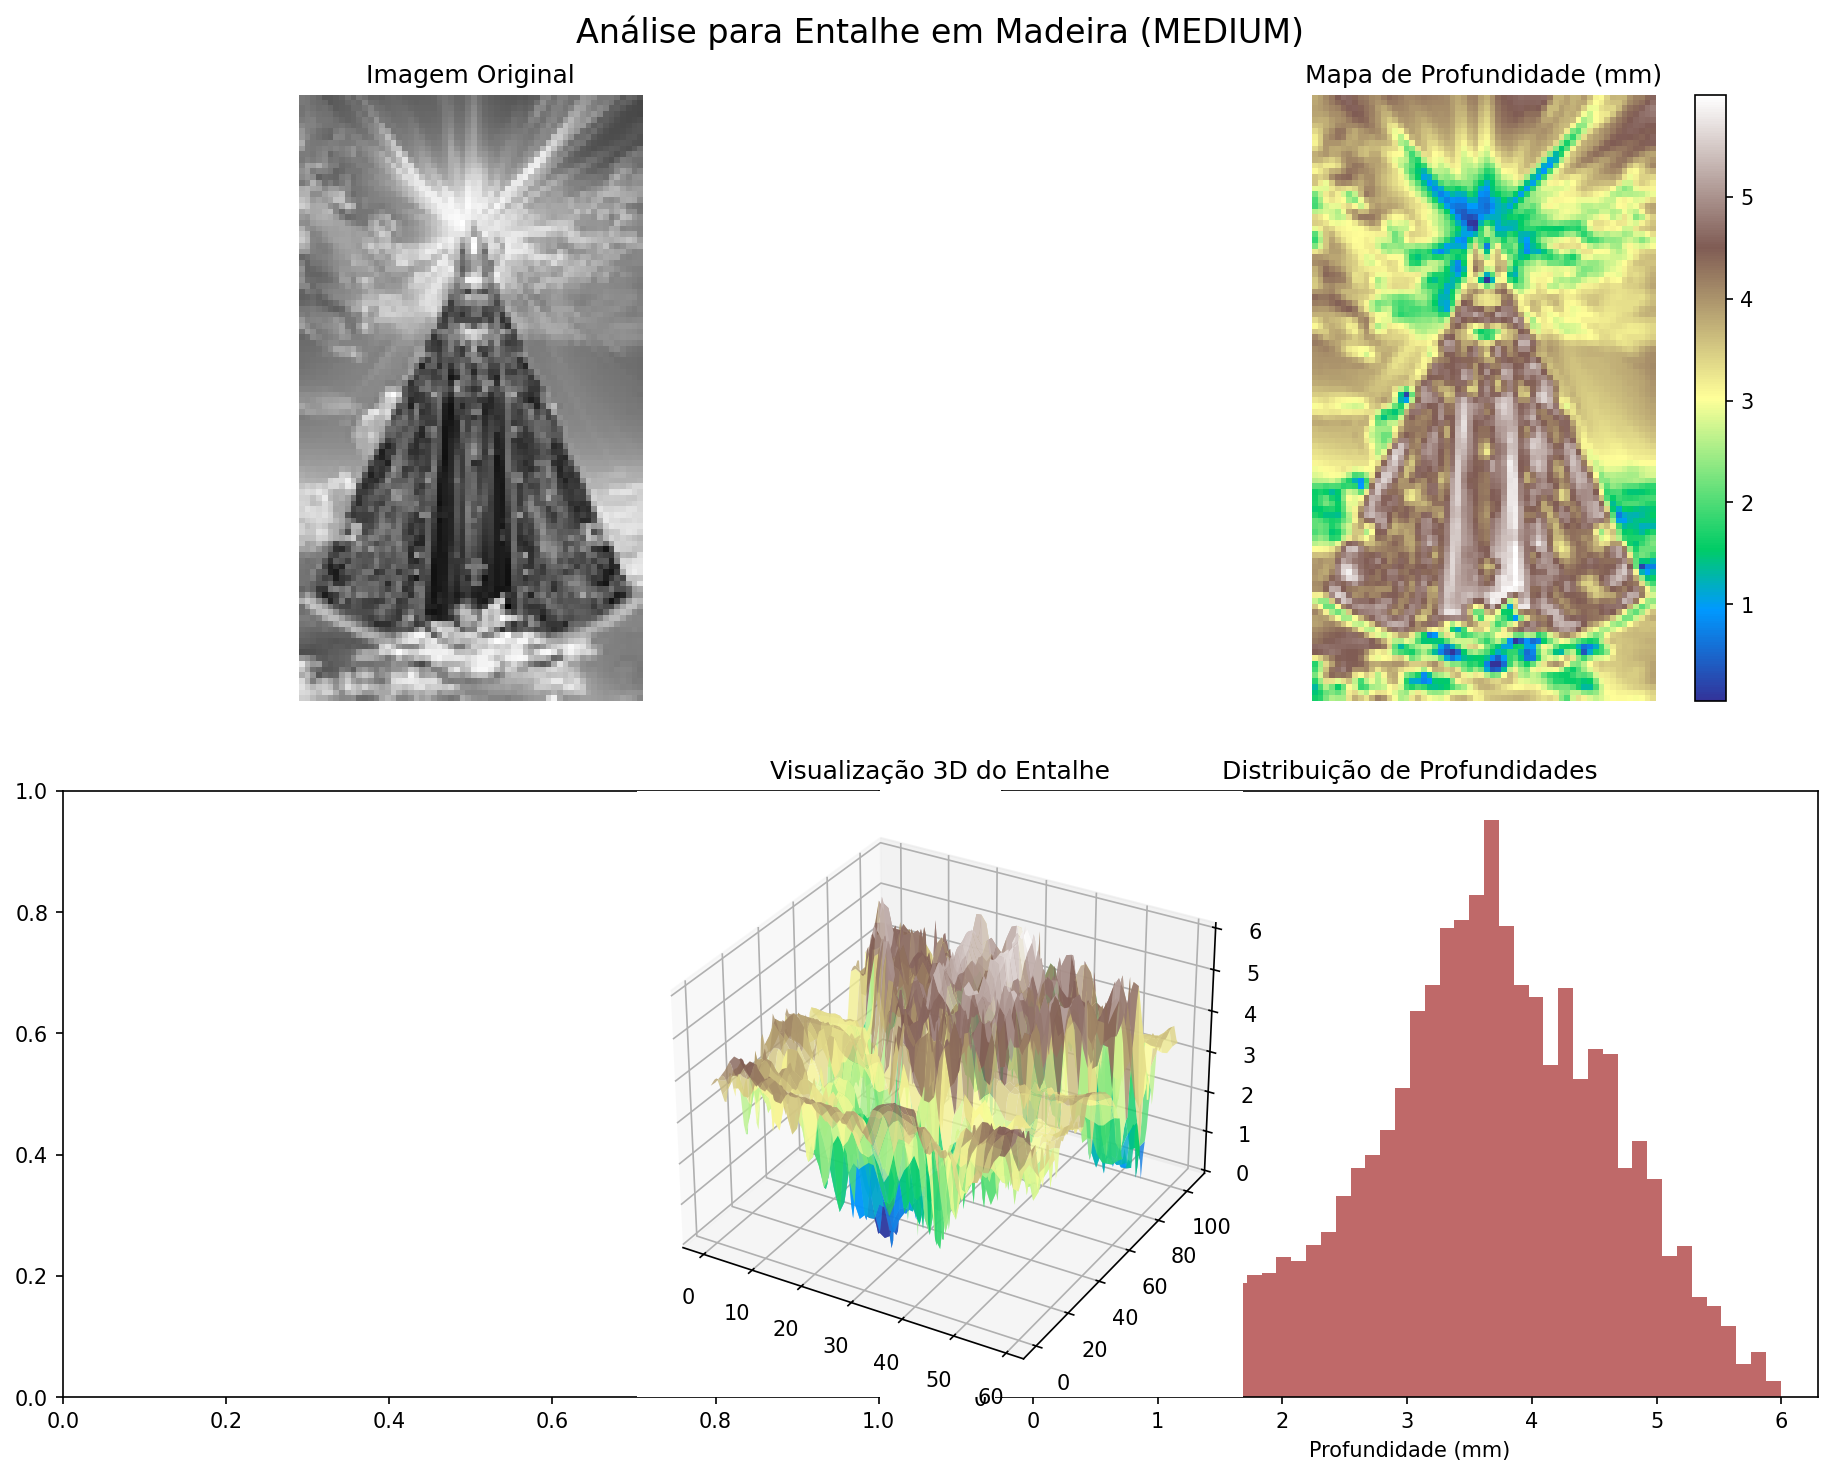 Análise para Entalhe em Madeira (MEDIUM)
Imagem Original
Mapa de Profundidade (mm)
5
4
3
2
1
Visualização 3D do Entalhe
Distribuição de Profundidades
1.0
0.8
0.6
0.4
0.2
0.0
0.0 0.2 0.4 0.6 0.8 1.0
6
5
4
3
2
1
0
0 10 20 30 40 50 60
0 20 40 60 80 100
0 1 2 3 4 5 6
Profundidade (mm)